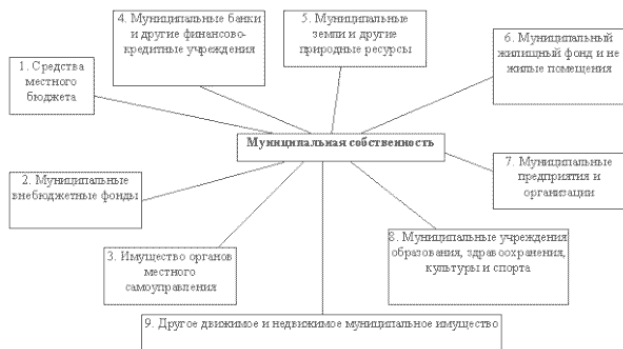 4. Муниципальные банки
и другие финансово-
кредитные учреждения
5. Муниципальные
земли и другие
природные ресурсы
6. Муниципальный
жилищный фонд и не
жилые помещения
1. Средства
местного
бюджета
Муниципальная собственность
7. Муниципальные
предприятия и
организации
2. Муниципальные
внебюджетные фонды
8. Муниципальные учреждения
образования, здравоохранения,
культуры и спорта
3. Имущество органов
местного
самоуправления
9. Другое движимое и недвижимое муниципальное имущество